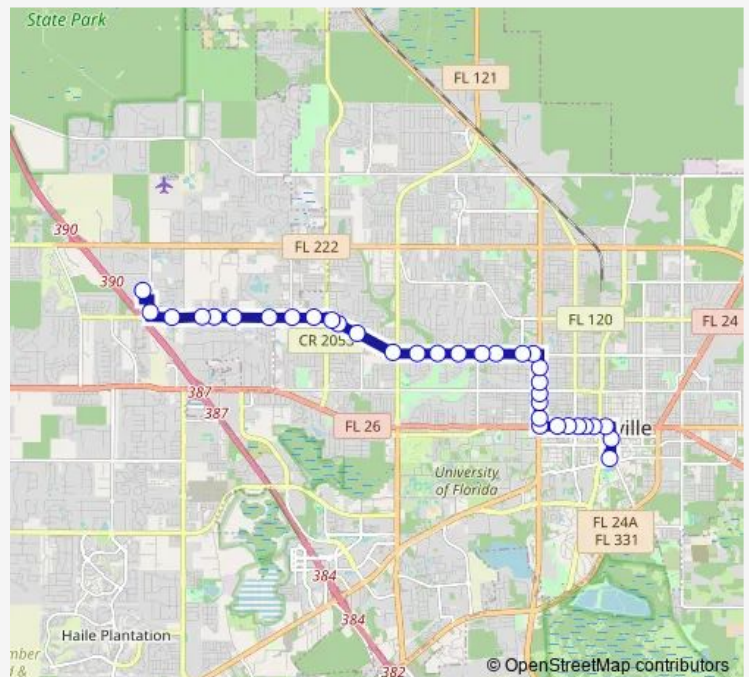 State Park
FL 121
390
FL 222
390
FL 120
FL 24
CR 2053
387
387
FL 26
ville
University
of Florida
FL 24A
FL 331
384
Haile Plantation
384
mber
l &
382
© OpenStreetMap contributors